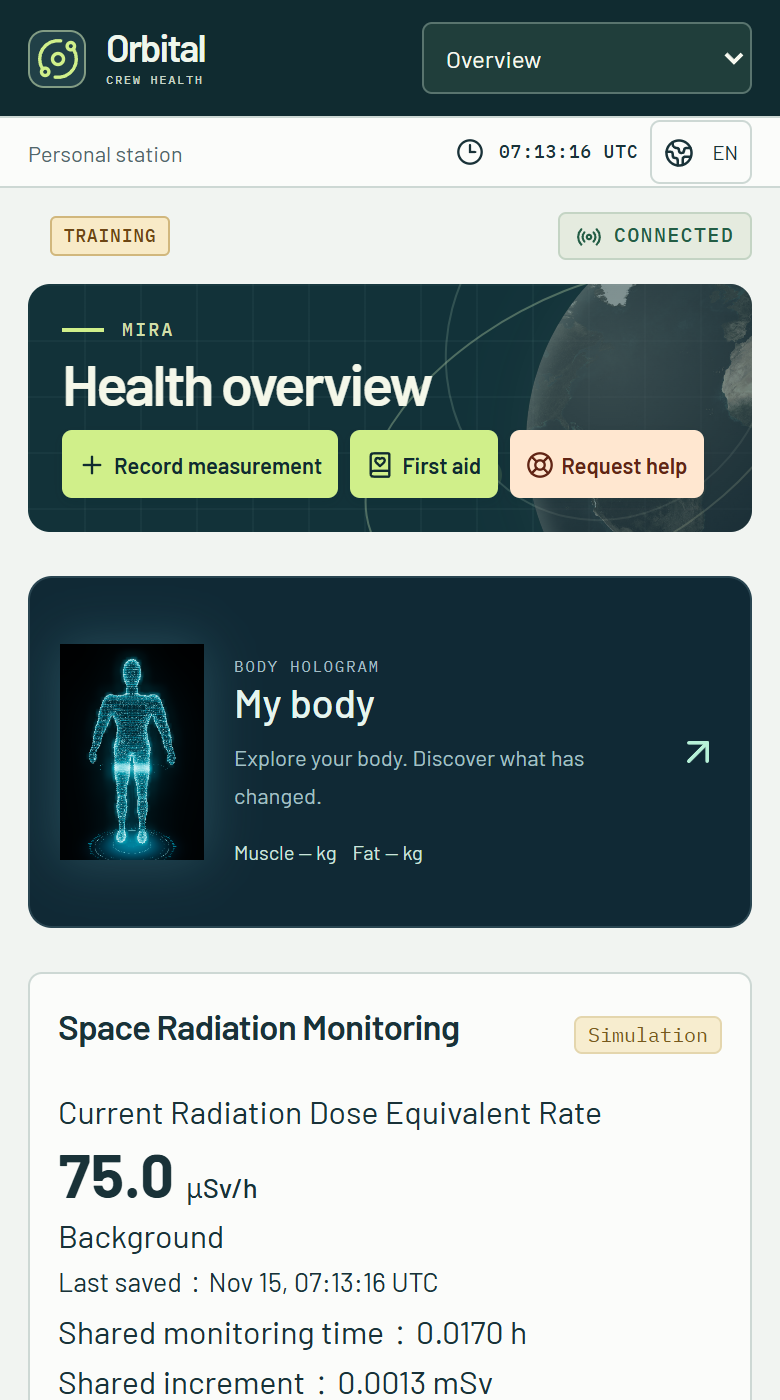 Orbital
CREW HEALTH
Overview
Personal station
07:13:16 UTC
EN
TRAINING
CONNECTED
MIRA
Health overview
Record measurement
First aid
Request help
BODY HOLOGRAM
My body
Explore your body. Discover what has
changed.
Muscle — kg Fat — kg
Space Radiation Monitoring
Simulation
Current Radiation Dose Equivalent Rate
75.0 µSv/h
Background
Last saved：Nov 15, 07:13:16 UTC
Shared monitoring time：0.0170 h
Shared increment：0.0013 mSv